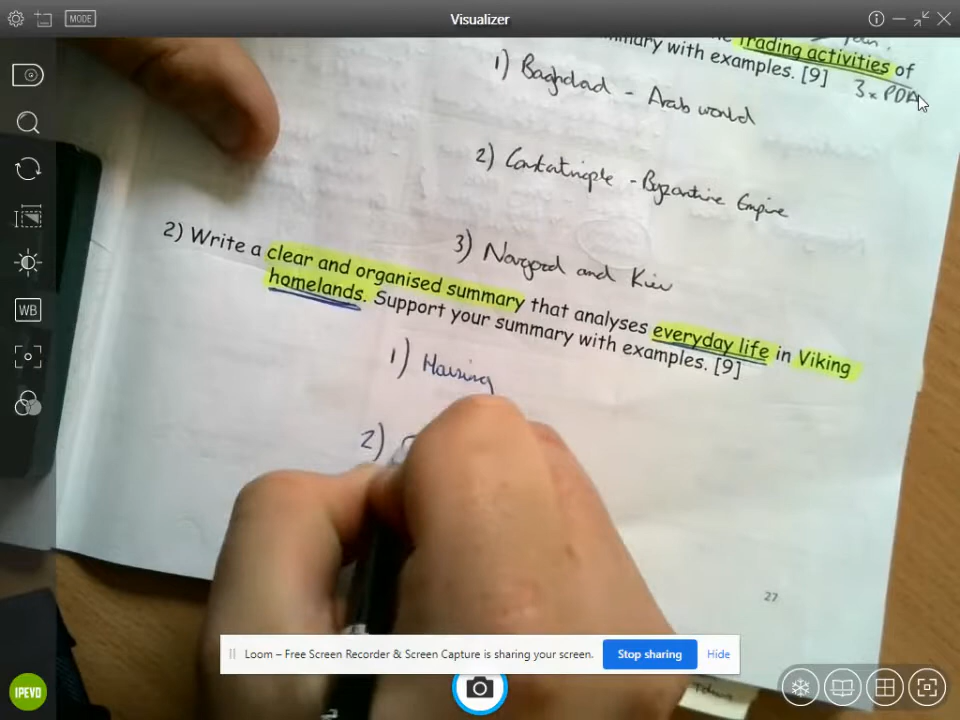 MODE
Visualizer
Trading activities of
with examples. [9]
3x PDA
1) Baghdad - Arab world
2) Constatinople - Byzantine Empire
3) Novgorod and Kiev
2) Write a clear and organised summary that analyses everyday life in Viking
homelands. Support your summary with examples. [9]
1) Housing
2)
27
WB
Loom – Free Screen Recorder & Screen Capture is sharing your screen.
Stop sharing
Hide
IPEVO